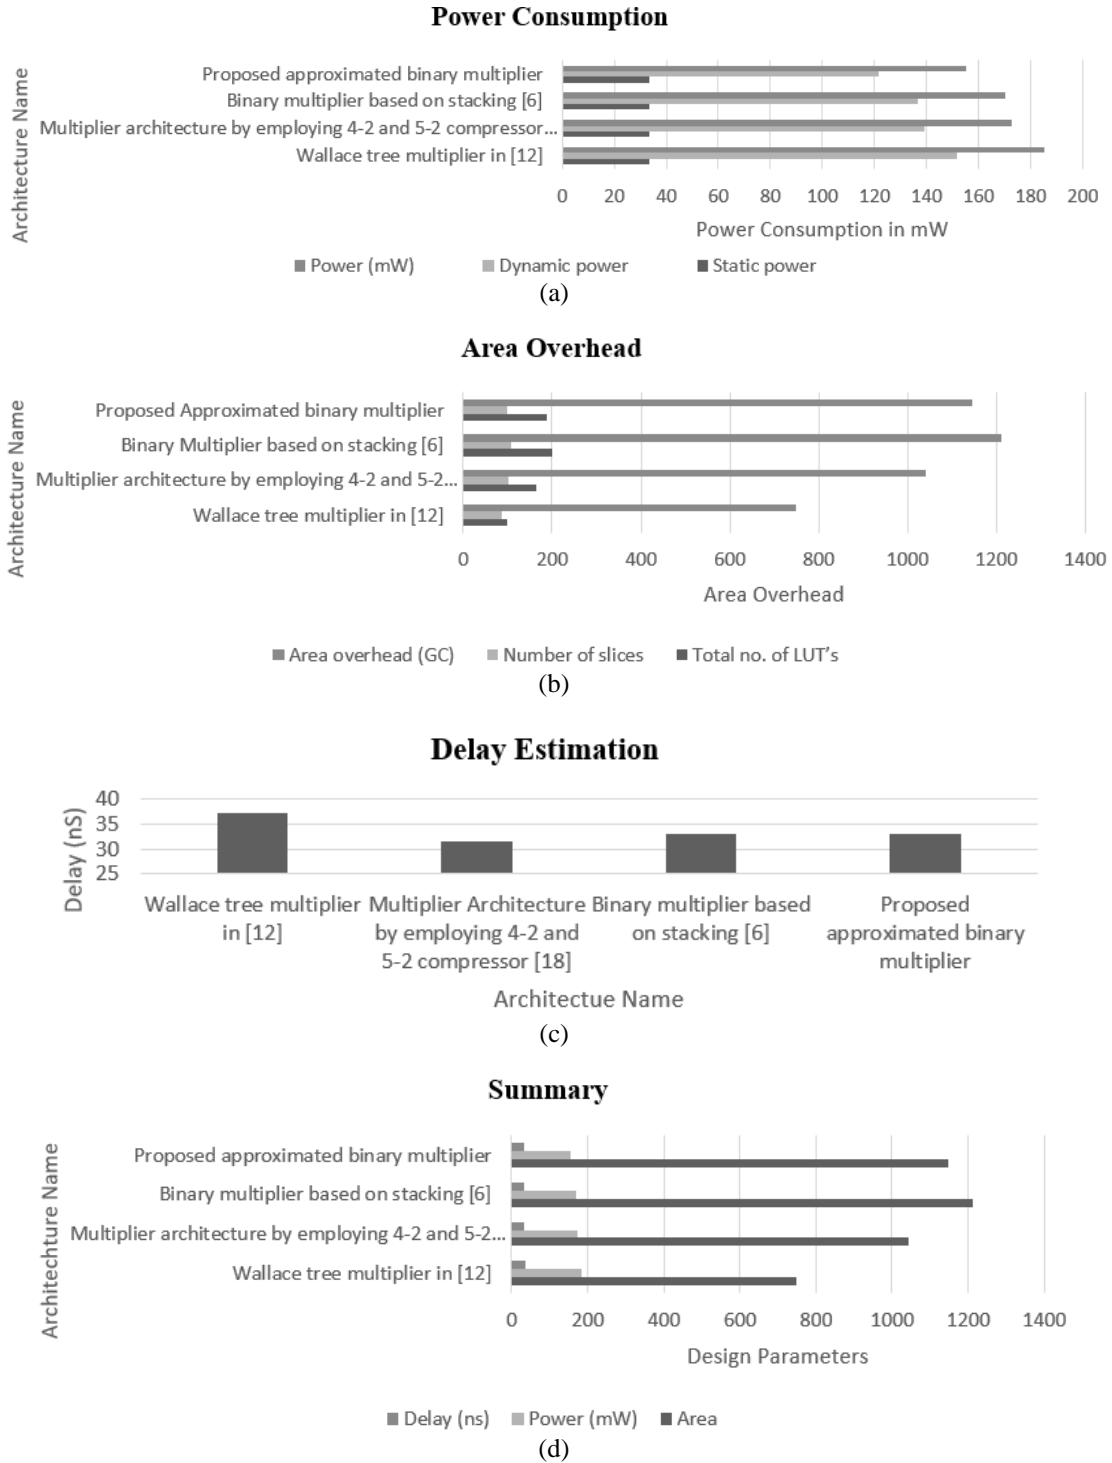 Power Consumption
Architecture Name
Proposed approximated binary multiplier
Binary multiplier based on stacking [6]
Multiplier architecture by employing 4-2 and 5-2 compressor...
Wallace tree multiplier in [12]
0 20 40 60 80 100 120 140 160 180 200
Power Consumption in mW
Power (mW) Dynamic power Static power
(a)
Area Overhead
Architecture Name
Proposed Approximated binary multiplier
Binary Multiplier based on stacking [6]
Multiplier architecture by employing 4-2 and 5-2...
Wallace tree multiplier in [12]
0 200 400 600 800 1000 1200 1400
Area Overhead
Area overhead (GC) Number of slices Total no. of LUT's
(b)
Delay Estimation
Delay (nS)
40
35
30
25
Wallace tree multiplier
in [12]
Multiplier Architecture
by employing 4-2 and
5-2 compressor [18]
Binary multiplier based
on stacking [6]
Proposed
approximated binary
multiplier
Architectue Name
(c)
Summary
Architechture Name
Proposed approximated binary multiplier
Binary multiplier based on stacking [6]
Multiplier architecture by employing 4-2 and 5-2...
Wallace tree multiplier in [12]
0 200 400 600 800 1000 1200 1400
Design Parameters
Delay (ns) Power (mW) Area
(d)